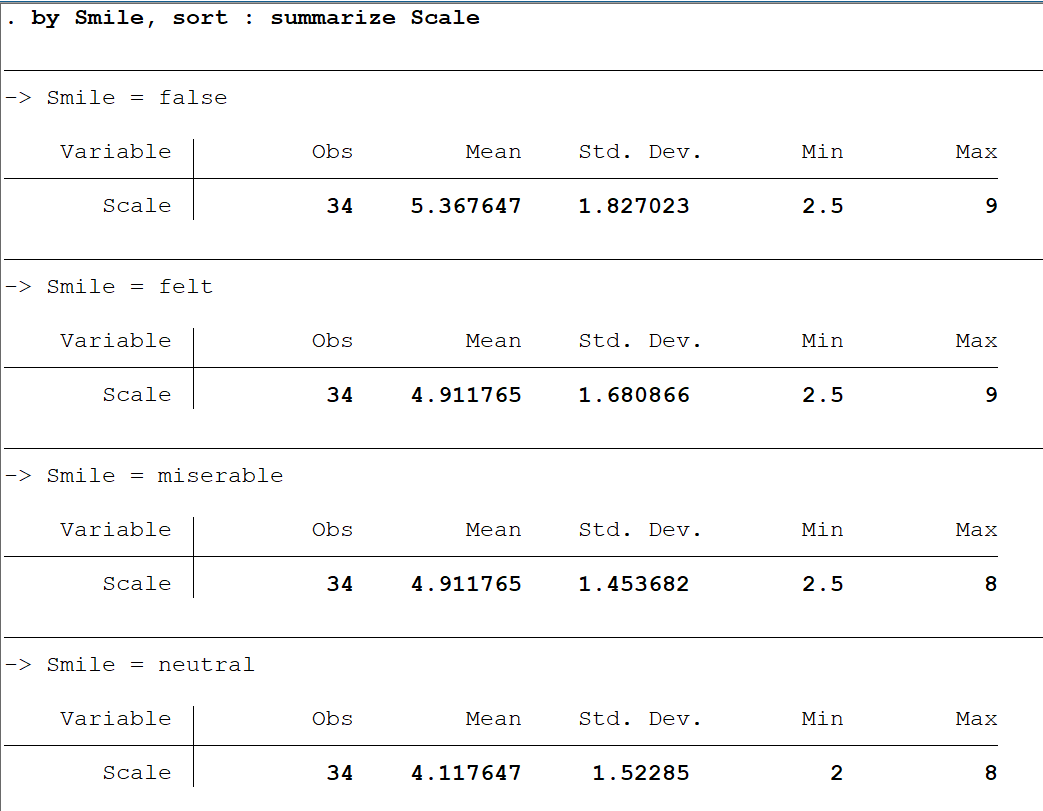 . by Smile, sort : summarize Scale
-> Smile = false
Variable Obs Mean Std. Dev. Min Max
Scale 34 5.367647 1.827023 2.5 9
-> Smile = felt
Variable Obs Mean Std. Dev. Min Max
Scale 34 4.911765 1.680866 2.5 9
-> Smile = miserable
Variable Obs Mean Std. Dev. Min Max
Scale 34 4.911765 1.453682 2.5 8
-> Smile = neutral
Variable Obs Mean Std. Dev. Min Max
Scale 34 4.117647 1.52285 2 8